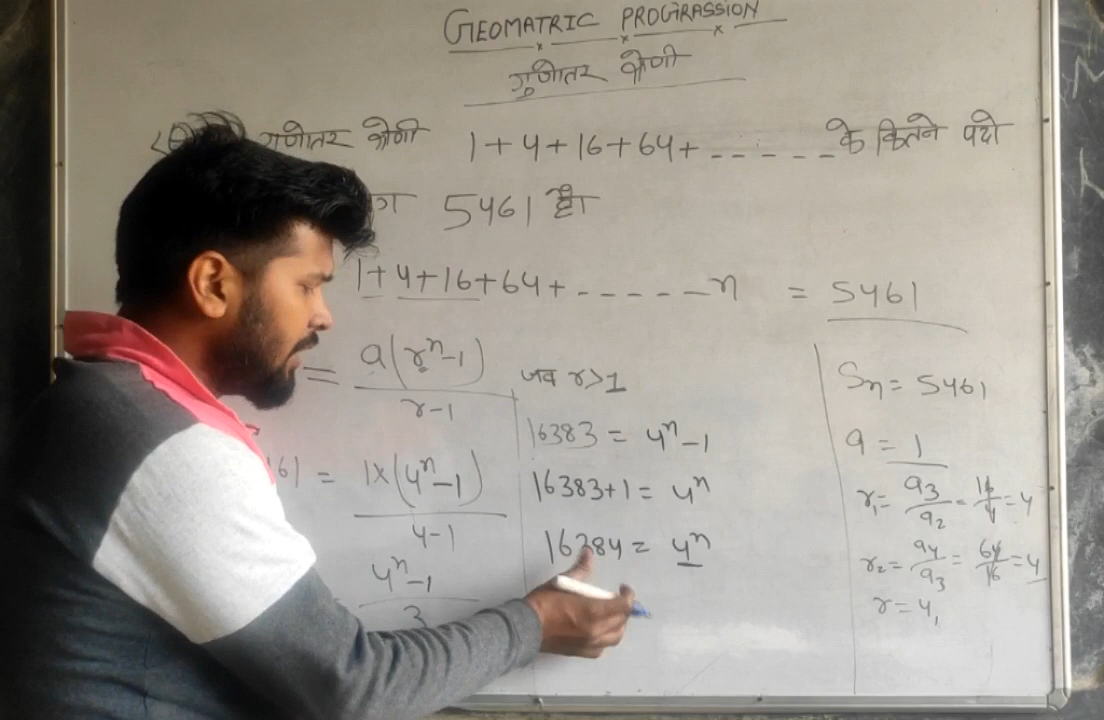 GEOMATRIC PROGRASSION
गुणोतर श्रेणी
गुणोतर श्रेणी 1+4+16+64+ ------ के कितने पदो
5461 है।
1+4+16+64+ ------ n = 5461
= a(r^n-1)/r-1
61 = 1×(4^n-1)/4-1
4^n-1/3
जब r>1
16383 = 4^n-1
16383+1 = 4^n
16384 = 4^n
Sn = 5461
a = 1
r₁ = a₃/a₂ = 16/4 = 4
r₂ = a₄/a₃ = 64/16 = 4
r = 4,